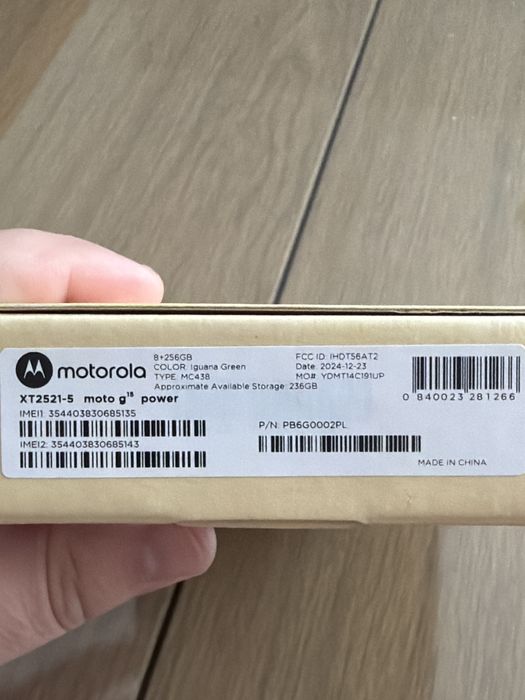 motorola
8+256GB
COLOR: Iguana Green
TYPE: MC438
Approximate Available Storage: 236GB
FCC ID: IHDT56AT2
Date: 2024-12-23
MO#: YDMT14C191UP
0 840023 281266
XT2521-5 moto g¹⁵ power
IMEI1: 354403830685135
IMEI2: 354403830685143
P/N: PB6G0002PL
MADE IN CHINA